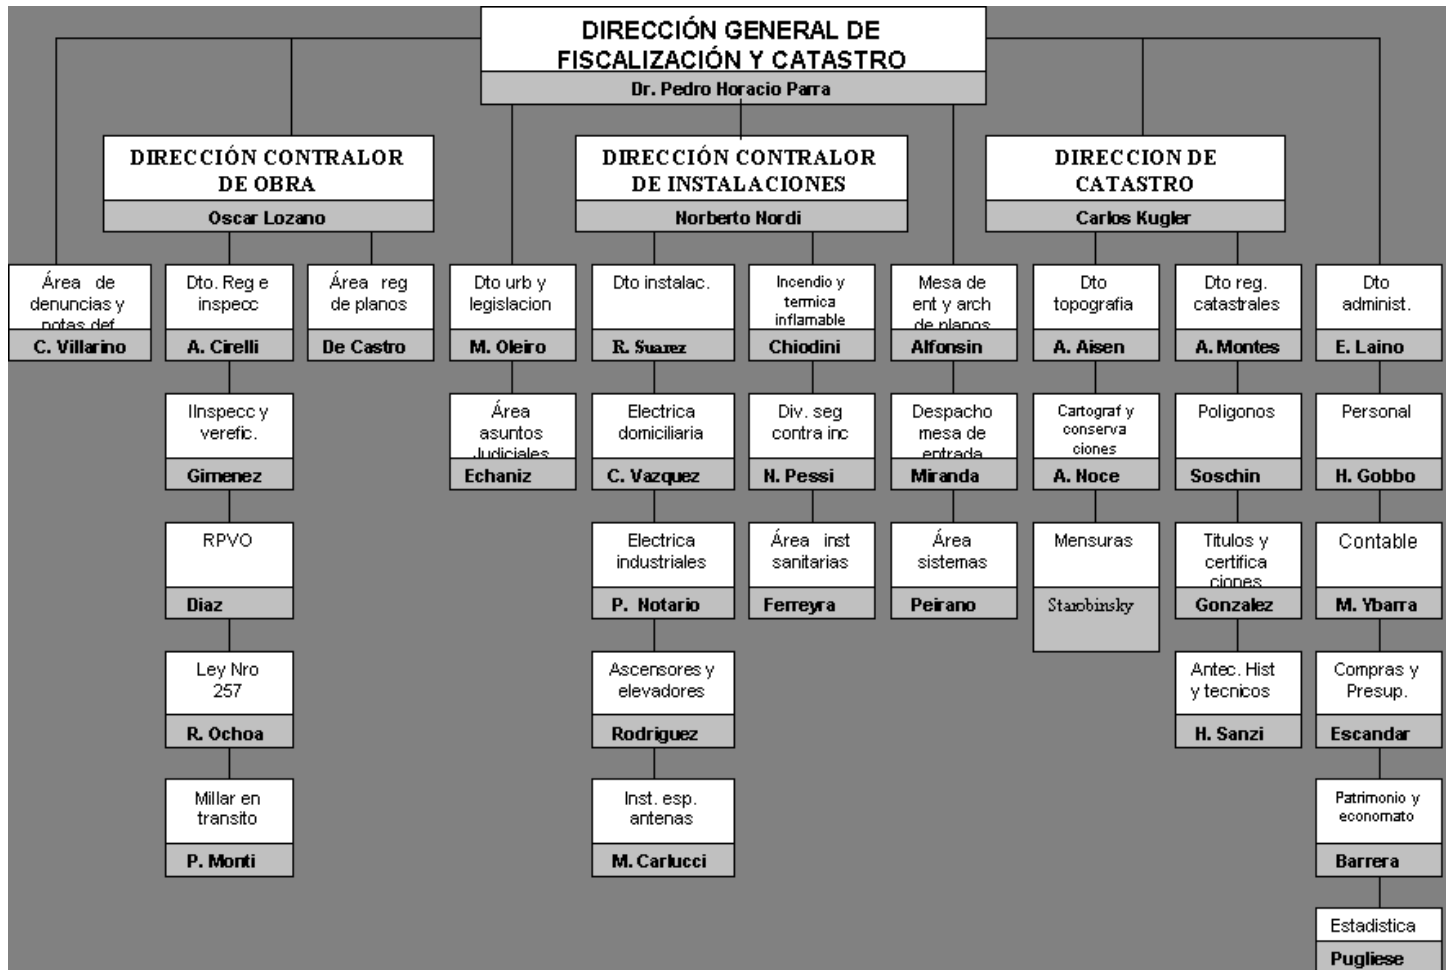 DIRECCIÓN GENERAL DE
FISCALIZACIÓN Y CATASTRO
Dr. Pedro Horacio Parra
DIRECCIÓN CONTRALOR
DE OBRA
Oscar Lozano
DIRECCIÓN CONTRALOR
DE INSTALACIONES
Norberto Nordi
DIRECCION DE
CATASTRO
Carlos Kugler
Área de
denuncias y
notas def
C. Villarino
Dto. Reg e
inspecc
A. Cirelli
Área reg
de planos
De Castro
Dto urb y
legislacion
M. Oleiro
Dto instalac.
R. Suarez
Incendio y
termica
inflamable
Chiodini
Mesa de
ent y arch
de planos
Alfonsin
Dto
topografia
A. Aisen
Dto reg.
catastrales
A. Montes
Dto
administ.
E. Laino
IInspecc y
verefic.
Gimenez
Área
asuntos
Judiciales
Echaniz
Electrica
domiciliaria
C. Vazquez
Div. seg
contra inc
N. Pessi
Despacho
mesa de
entrada
Miranda
Cartograf y
conserva
ciones
A. Noce
Poligonos
Soschin
Personal
H. Gobbo
RPVO
Diaz
Electrica
industriales
P. Notario
Área inst
sanitarias
Ferreyra
Área
sistemas
Peirano
Mensuras
Starobinsky
Titulos y
certifica
ciones
Gonzalez
Contable
M. Ybarra
Ley Nro
257
R. Ochoa
Ascensores y
elevadores
Rodriguez
Antec. Hist
y tecnicos
H. Sanzi
Compras y
Presup.
Escandar
Millar en
transito
P. Monti
Inst. esp.
antenas
M. Carlucci
Patrimonio y
economato
Barrera
Estadistica
Pugliese